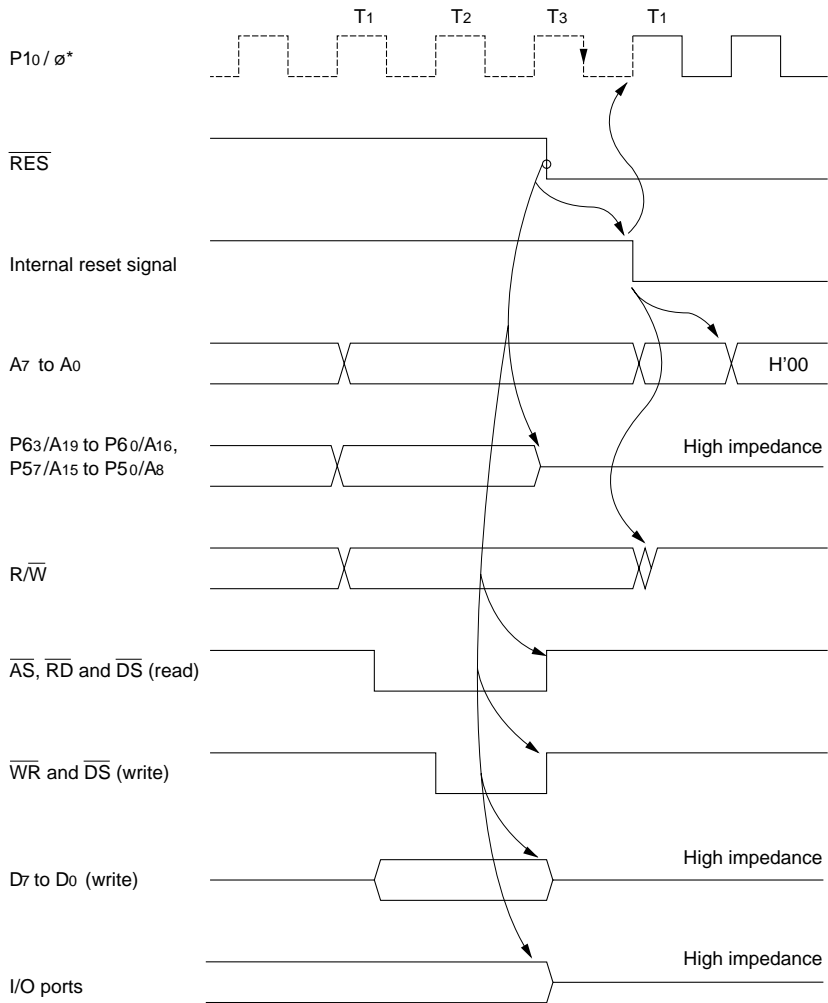 T1 T2 T3 T1
P10 / ø*
RES
Internal reset signal
A7 to A0
H'00
P63/A19 to P60/A16,
P57/A15 to P50/A8
High impedance
R/W
AS, RD and DS (read)
WR and DS (write)
D7 to D0 (write)
High impedance
I/O ports
High impedance